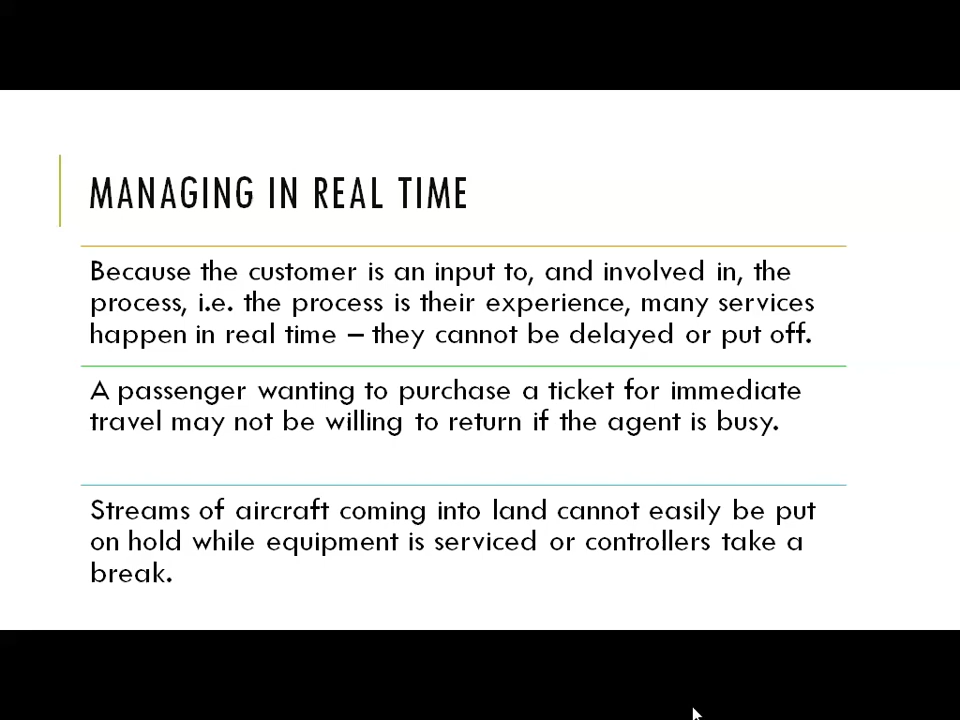 MANAGING IN REAL TIME
Because the customer is an input to, and involved in, the
process, i.e. the process is their experience, many services
happen in real time – they cannot be delayed or put off.
A passenger wanting to purchase a ticket for immediate
travel may not be willing to return if the agent is busy.
Streams of aircraft coming into land cannot easily be put
on hold while equipment is serviced or controllers take a
break.